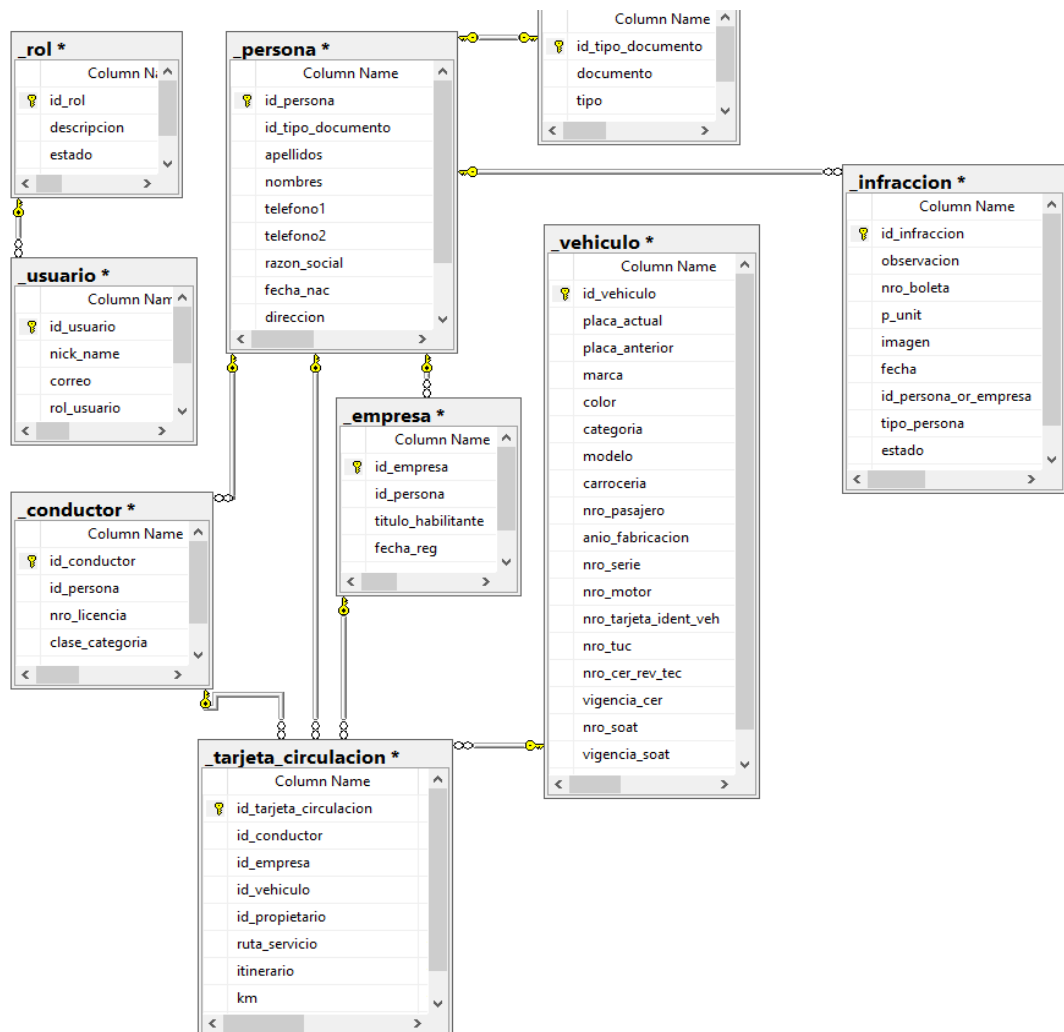 _rol *
Column Na
id_rol
descripcion
estado
_usuario *
Column Nam
id_usuario
nick_name
correo
rol_usuario
_conductor *
Column Name
id_conductor
id_persona
nro_licencia
clase_categoria
_persona *
Column Name
id_persona
id_tipo_documento
apellidos
nombres
telefono1
telefono2
razon_social
fecha_nac
direccion
Column Name
id_tipo_documento
documento
tipo
_empresa *
Column Name
id_empresa
id_persona
titulo_habilitante
fecha_reg
_vehiculo *
Column Name
id_vehiculo
placa_actual
placa_anterior
marca
color
categoria
modelo
carroceria
nro_pasajero
anio_fabricacion
nro_serie
nro_motor
nro_tarjeta_ident_veh
nro_tuc
nro_cer_rev_tec
vigencia_cer
nro_soat
vigencia_soat
_infraccion *
Column Name
id_infraccion
observacion
nro_boleta
p_unit
imagen
fecha
id_persona_or_empresa
tipo_persona
estado
_tarjeta_circulacion *
Column Name
id_tarjeta_circulacion
id_conductor
id_empresa
id_vehiculo
id_propietario
ruta_servicio
itinerario
km